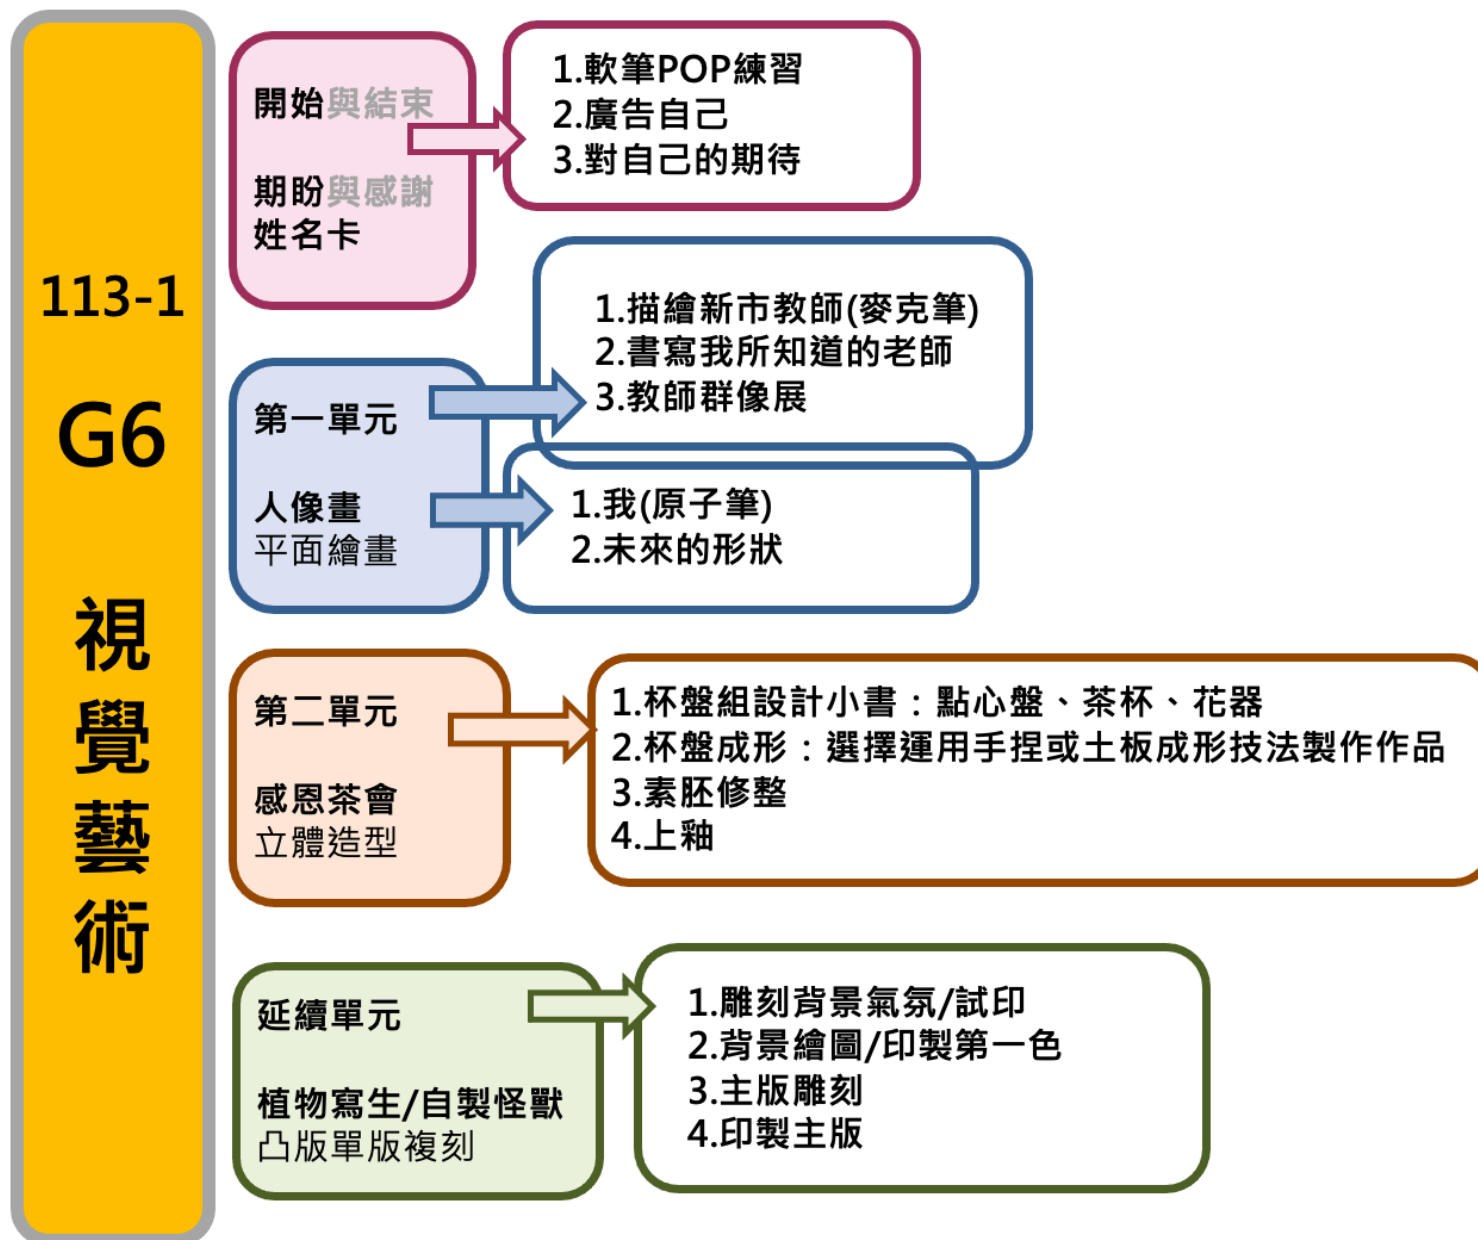 113-1
G6
視
覺
藝
術
開始與結束
期盼與感謝
姓名卡
1.軟筆POP練習
2.廣告自己
3.對自己的期待
第一單元
人像畫
平面繪畫
1.描繪新市教師(麥克筆)
2.書寫我所知道的老師
3.教師群像展
1.我(原子筆)
2.未來的形狀
第二單元
感恩茶會
立體造型
1.杯盤組設計小書：點心盤、茶杯、花器
2.杯盤成形：選擇運用手捏或土板成形技法製作作品
3.素胚修整
4.上釉
延續單元
植物寫生/自製怪獸
凸版單版複刻
1.雕刻背景氣氛/試印
2.背景繪圖/印製第一色
3.主版雕刻
4.印製主版